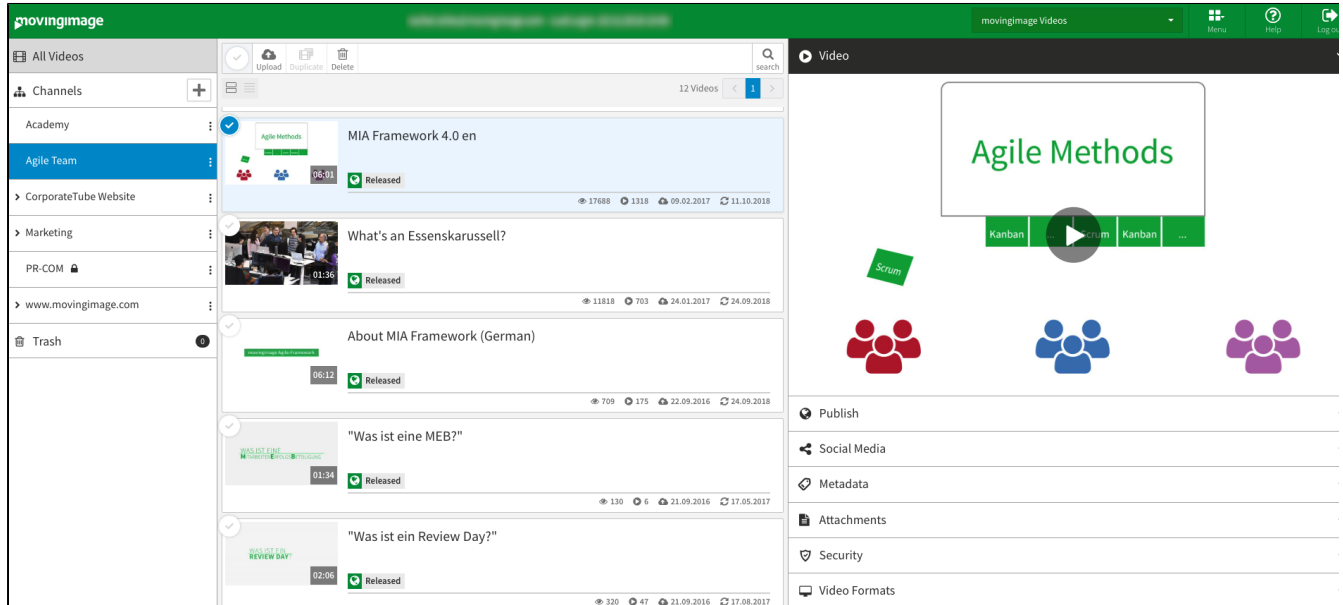 movingimage
movingimage Videos
Menu
Help
Log ou
All Videos
Channels
Academy
Agile Team
CorporateTube Website
Marketing
PR-COM
www.movingimage.com
Trash
0
Upload
Duplicate
Delete
search
12 Videos
1
Agile Methods
06:01
MIA Framework 4.0 en
Released
17688 1318 09.02.2017 11.10.2018
01:36
What's an Essenskarussell?
Released
11818 703 24.01.2017 24.09.2018
movingimage Agile Framework
06:12
About MIA Framework (German)
Released
709 175 22.09.2016 24.09.2018
WAS IST EINE
MITARBEITER ERFOLGS BETEILIGUNG
01:34
"Was ist eine MEB?"
Released
130 6 21.09.2016 17.05.2017
WAS IST EIN
REVIEW DAY?
02:06
"Was ist ein Review Day?"
Released
320 47 21.09.2016 17.08.2017
Video
Agile Methods
Kanban ... Scrum Kanban ...
Scrum
Publish
Social Media
Metadata
Attachments
Security
Video Formats